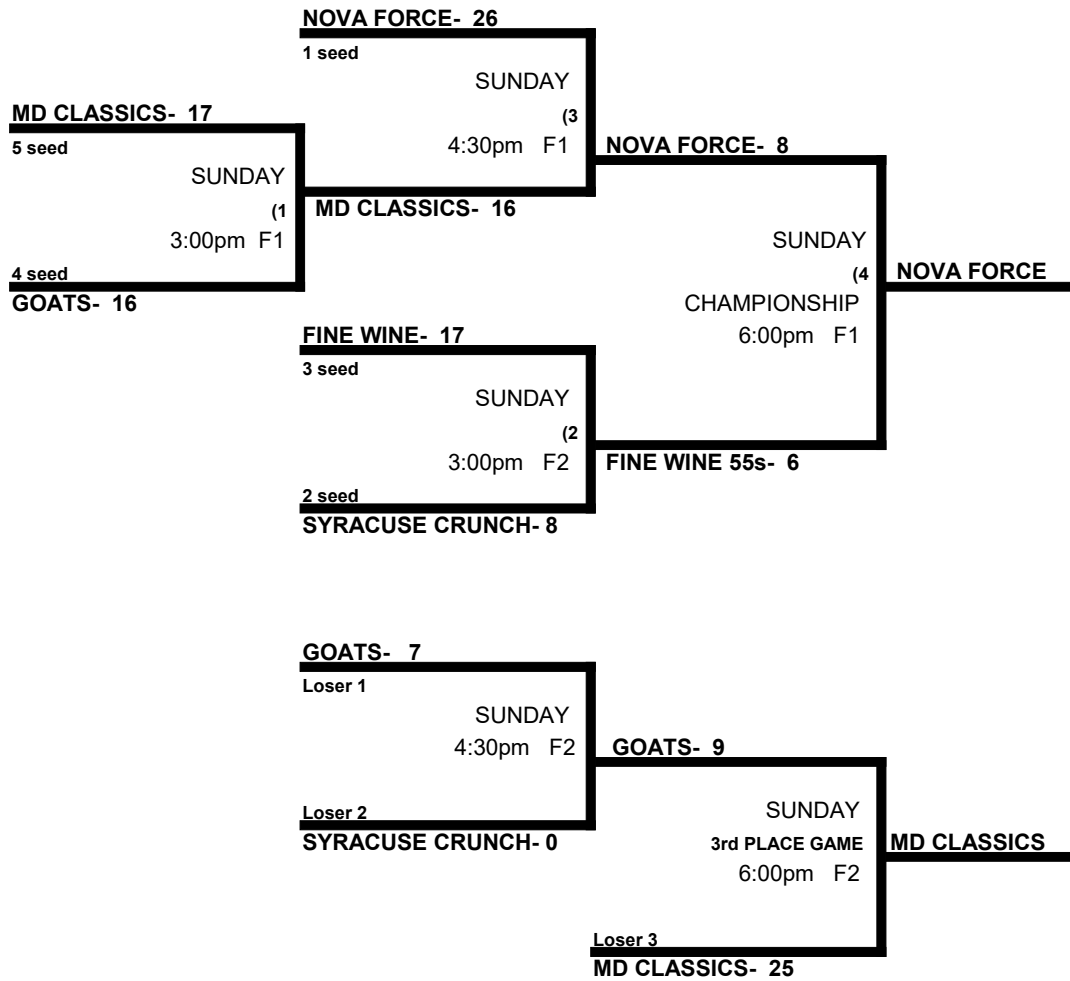 NOVA FORCE-  26
1 seed
SUNDAY
(3
4:30pm   F1
MD CLASSICS-  17
5 seed
SUNDAY
(1
3:00pm  F1
4 seed
GOATS-  16
MD CLASSICS-  16
NOVA FORCE-  8
SUNDAY
(4
CHAMPIONSHIP
6:00pm   F1
NOVA FORCE
FINE WINE-  17
3 seed
SUNDAY
(2
3:00pm   F2
2 seed
SYRACUSE CRUNCH- 8
FINE WINE 55s-  6
GOATS-   7
Loser 1
SUNDAY
4:30pm   F2
Loser 2
SYRACUSE CRUNCH- 0
GOATS-  9
SUNDAY
3rd PLACE GAME
6:00pm   F2
MD CLASSICS
Loser 3
MD CLASSICS-  25